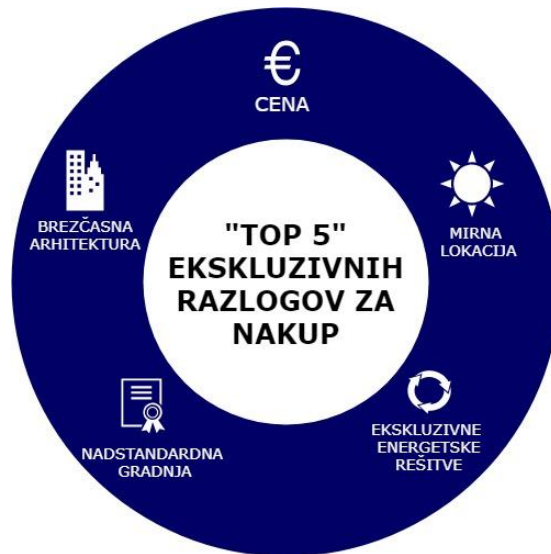 €
CENA
BREZČASNA
ARHITEKTURA
MIRNA
LOKACIJA
"TOP 5"
EKSKLUZIVNIH
RAZLOGOV ZA
NAKUP
NADSTANDARDNA
GRADNJA
EKSKLUZIVNE
ENERGETSKE
REŠITVE